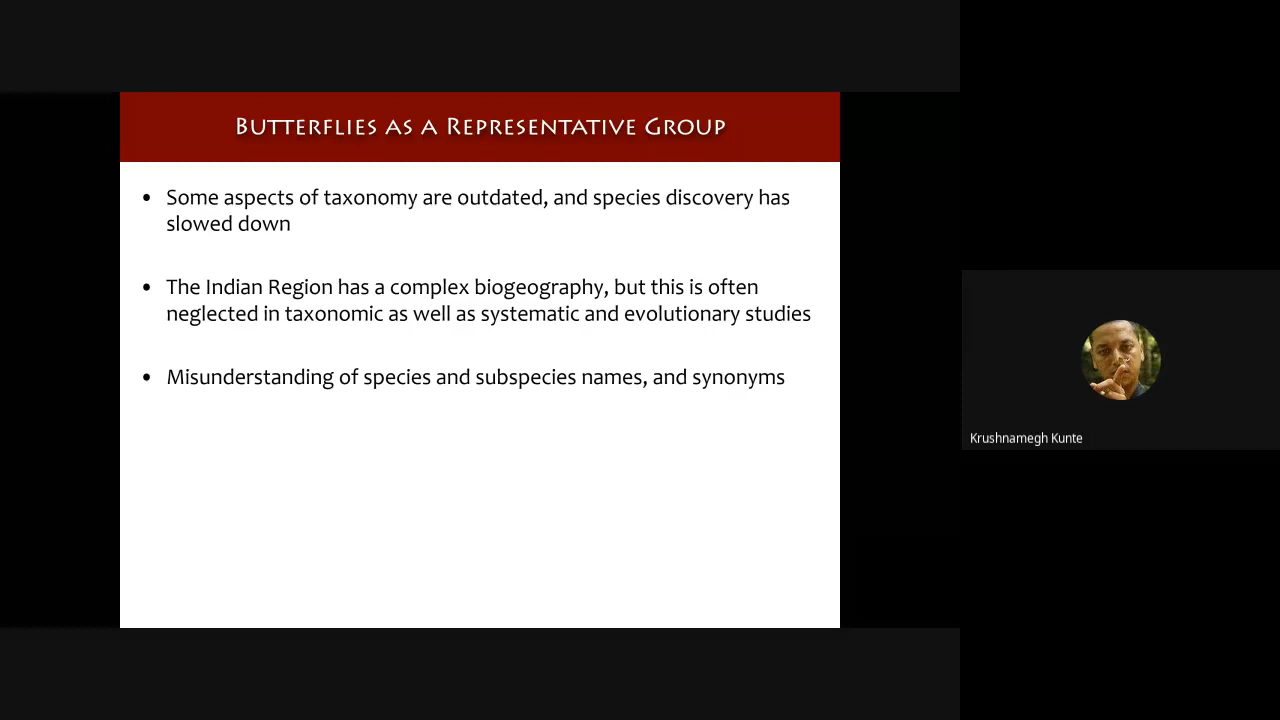 Butterflies as a Representative Group
• Some aspects of taxonomy are outdated, and species discovery has
slowed down
• The Indian Region has a complex biogeography, but this is often
neglected in taxonomic as well as systematic and evolutionary studies
• Misunderstanding of species and subspecies names, and synonyms
Krushnamegh Kunte